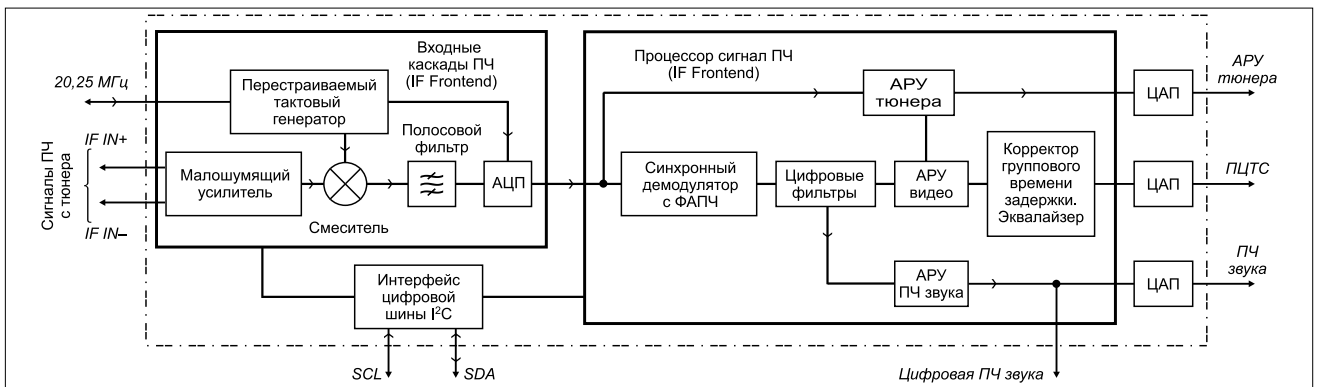 20,25 МГц
Сигналы ПЧ
с тюнера
IF IN+
IF IN–
Перестраиваемый
тактовый
генератор
Входные
каскады ПЧ
(IF Frontend)
Малошумящий
усилитель
Смеситель
Полосовой
фильтр
АЦП
Интерфейс
цифровой
шины I²C
SCL
SDA
Процессор сигнал ПЧ
(IF Frontend)
АРУ
тюнера
Синхронный
демодулятор
с ФАПЧ
Цифровые
фильтры
АРУ
видео
Корректор
группового
времени
задержки.
Эквалайзер
АРУ
ПЧ звука
ЦАП
АРУ
тюнера
ЦАП
ПЦТС
ЦАП
ПЧ
звука
Цифровая ПЧ звука